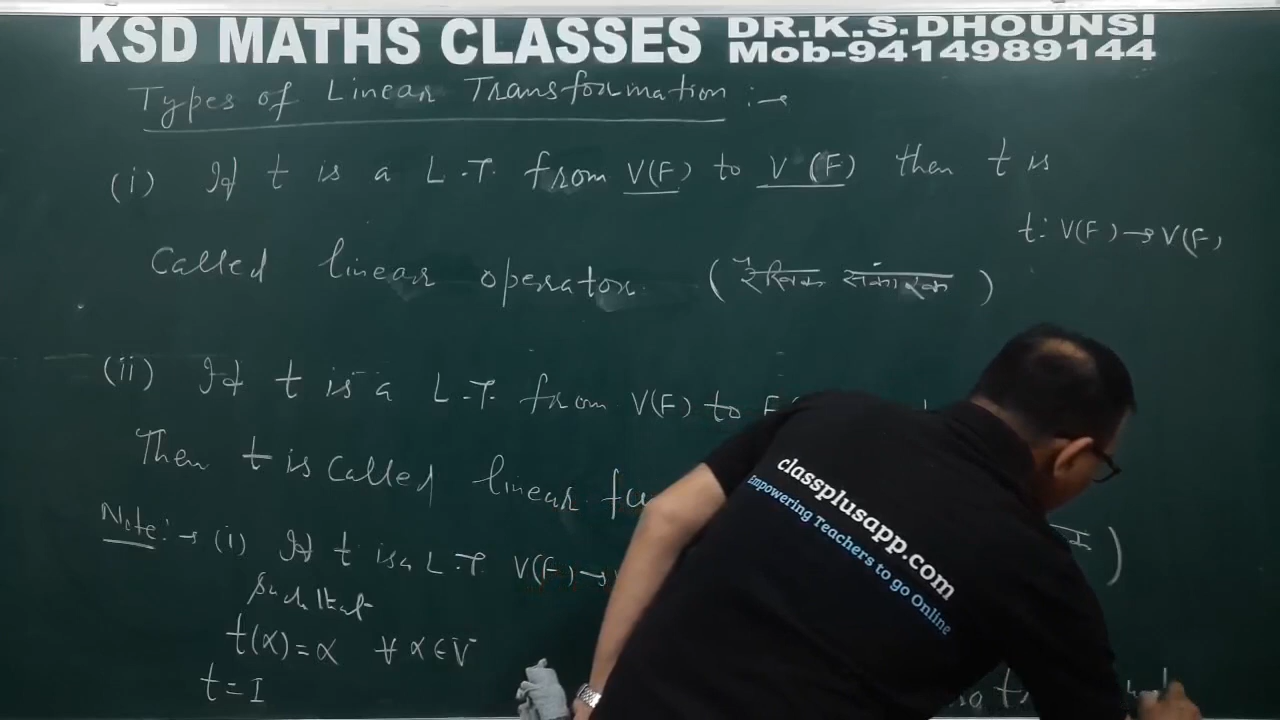 KSD MATHS CLASSES
DR.K.S.DHOUNSI
Mob-9414989144
Types of Linear Transformation :→
(i) If t is a L.T. from V(F) to V (F) then t is
t: V(F) → V(F)
Called linear operator. (रैखिक संकारक)
(ii) If t is a L.T. from V(F) to F
Then t is Called linear fu
Note :→ (i) If t is a L.T. V(F) →
Such that
t(α) = α ∀ α ∈ V
t = I
classplusapp.com
Empowering Teachers to go Online